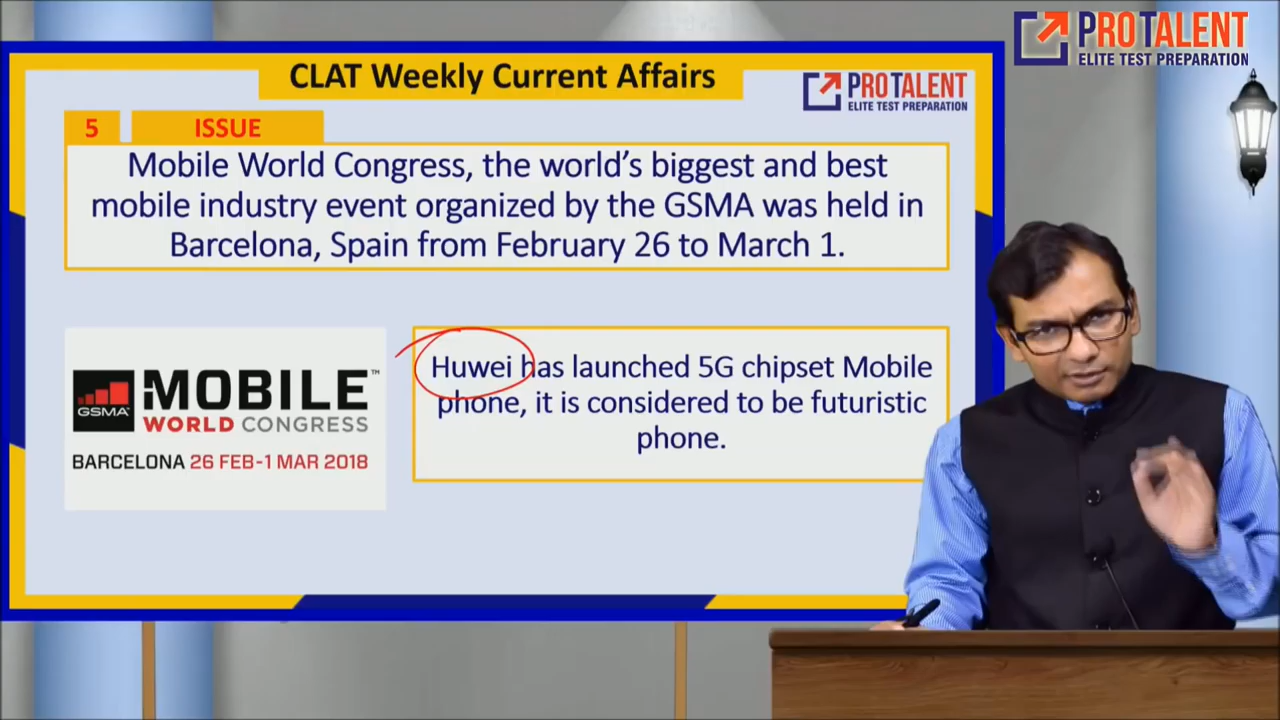 PROTALENT
ELITE TEST PREPARATION
CLAT Weekly Current Affairs
PROTALENT
ELITE TEST PREPARATION
5 ISSUE
Mobile World Congress, the world's biggest and best
mobile industry event organized by the GSMA was held in
Barcelona, Spain from February 26 to March 1.
GSMA
MOBILE™
WORLD CONGRESS
BARCELONA 26 FEB-1 MAR 2018
Huwei has launched 5G chipset Mobile
phone, it is considered to be futuristic
phone.